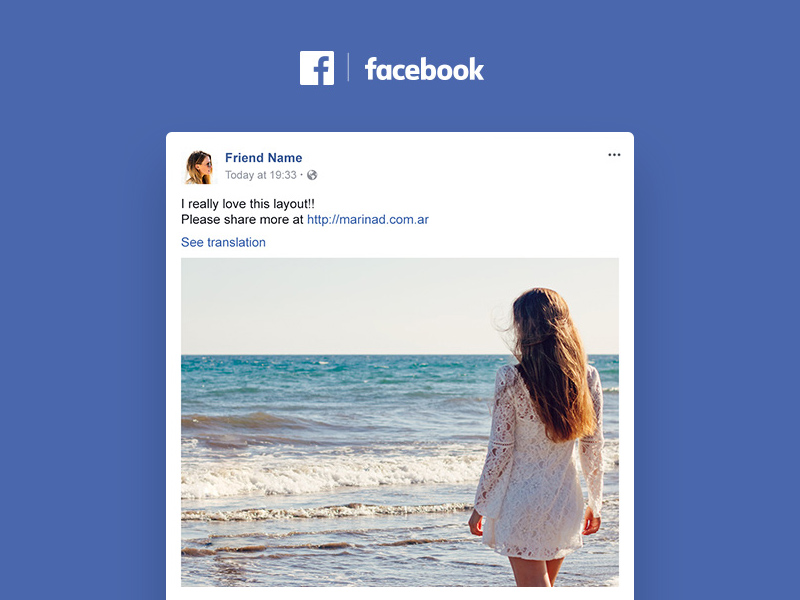 facebook
Friend Name
Today at 19:33 ·
I really love this layout!!
Please share more at http://marinad.com.ar
See translation